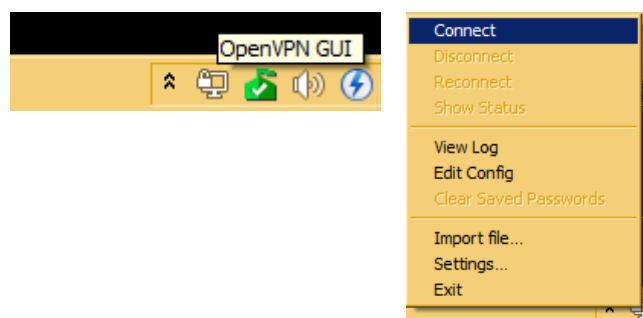 OpenVPN GUI
Connect
Disconnect
Reconnect
Show Status
View Log
Edit Config
Clear Saved Passwords
Import file...
Settings...
Exit